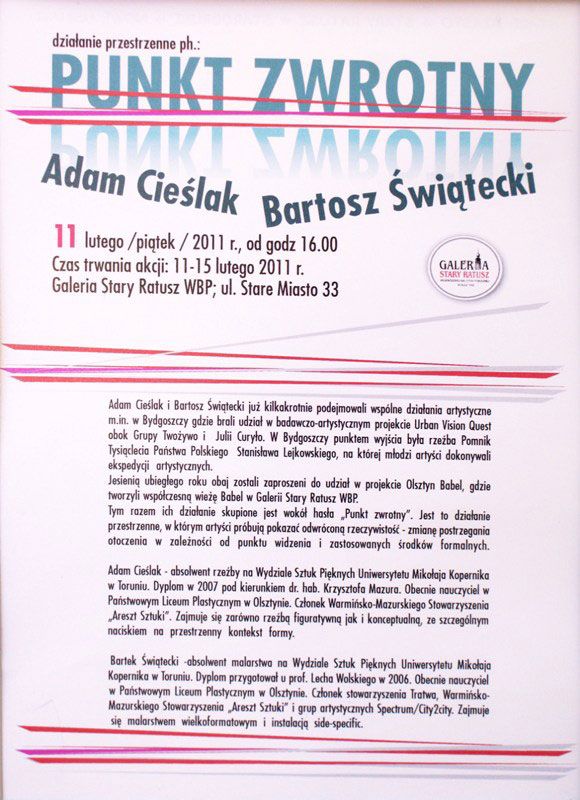 działanie przestrzenne ph.:
PUNKT ZWROTNY
Adam Cieślak Bartosz Świątecki
11 lutego /piątek / 2011 r., od godz 16.00
Czas trwania akcji: 11-15 lutego 2011 r.
Galeria Stary Ratusz WBP; ul. Stare Miasto 33
GALERIA
STARY RATUSZ
Adam Cieślak i Bartosz Świątecki już kilkakrotnie podejmowali wspólne działania artystyczne
m.in. w Bydgoszczy gdzie brali udział w badawczo-artystycznym projekcie Urban Vision Quest
obok Grupy Twożywo i Julii Curyło. W Bydgoszczy punktem wyjścia była rzeźba Pomnik
Tysiąclecia Państwa Polskiego Stanisława Lejkowskiego, na której młodzi artyści dokonywali
ekspedycji artystycznych.
Jesienią ubiegłego roku obaj zostali zaproszeni do udział w projekcie Olsztyn Babel, gdzie
tworzyli współczesną wieżę Babel w Galerii Stary Ratusz WBP.
Tym razem ich działanie skupione jest wokół hasła „Punkt zwrotny". Jest to działanie
przestrzenne, w którym artyści próbują pokazać odwróconą rzeczywistość - zmianę postrzegania
otoczenia w zależności od punktu widzenia i zastosowanych środków formalnych.
Adam Cieślak - absolwent rzeźby na Wydziale Sztuk Pięknych Uniwersytetu Mikołaja Kopernika
w Toruniu. Dyplom w 2007 pod kierunkiem dr. hab. Krzysztofa Mazura. Obecnie nauczyciel w
Państwowym Liceum Plastycznym w Olsztynie. Członek Warmińsko-Mazurskiego Stowarzyszenia
„Areszt Sztuki". Zajmuje się zarówno rzeźbą figuratywną jak i konceptualną, ze szczególnym
naciskiem na przestrzenny kontekst formy.
Bartek Świątecki -absolwent malarstwa na Wydziale Sztuk Pięknych Uniwersytetu Mikołaja
Kopernika w Toruniu. Dyplom przygotował u prof. Lecha Wolskiego w 2006. Obecnie nauczyciel
w Państwowym Liceum Plastycznym w Olsztynie. Członek stowarzyszenia Tratwa, Warmińsko-
Mazurskiego Stowarzyszenia „Areszt Sztuki" i grup artystycznych Spectrum/City2city. Zajmuje
się malarstwem wielkoformatowym i instalacją side-specific.